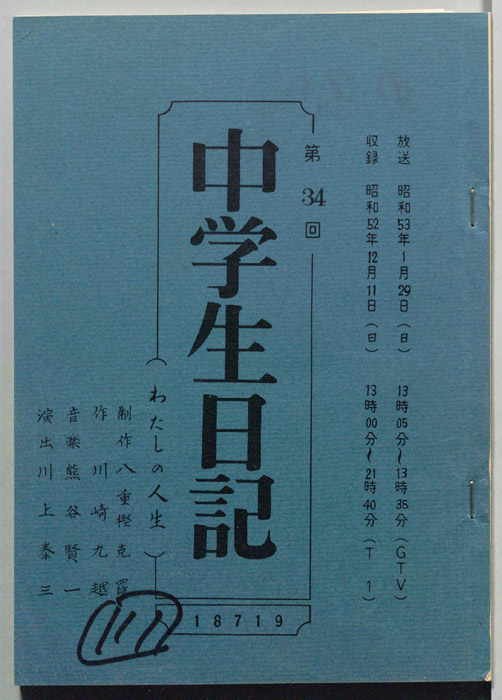 放送 昭和53年1月29日(日) 13時05分~13時35分(GTV)
収録 昭和52年12月11日(日) 13時00分~21時40分(T1)
第34回
中学生日記
(わたしの人生)
制作 八重樫克羅
作 川崎九越
音楽 熊谷賢一
演出 川上泰三
18719